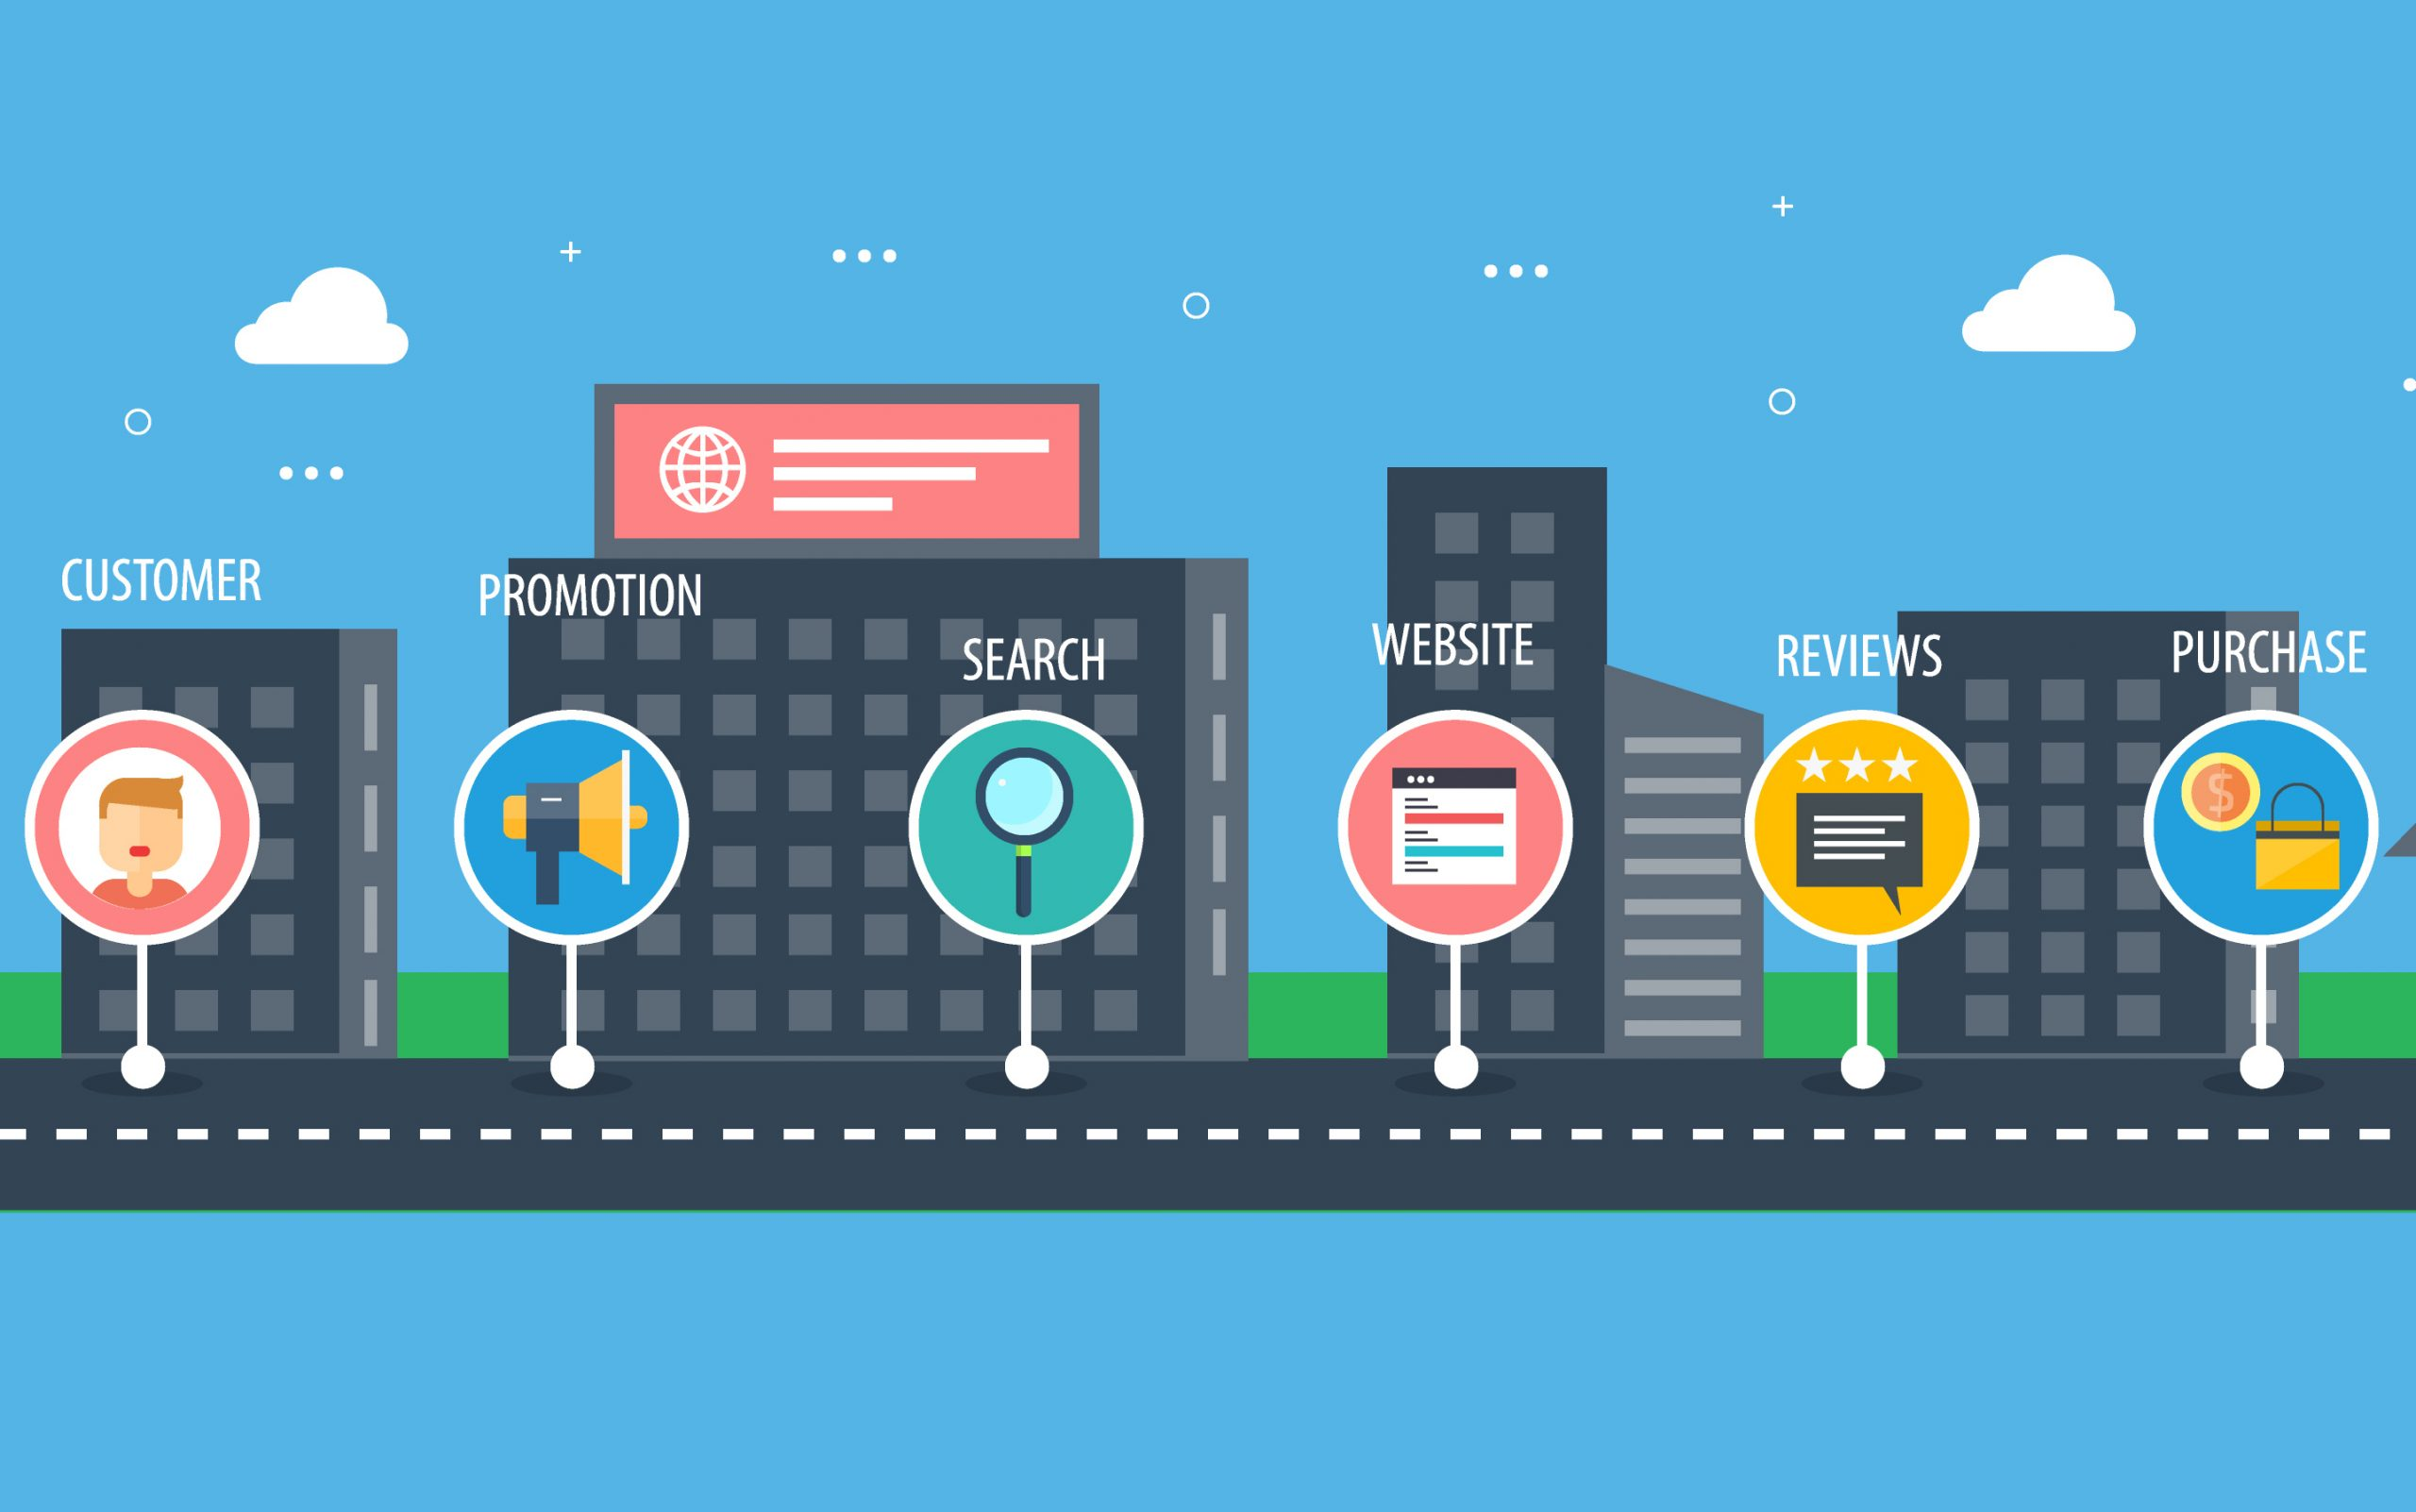 CUSTOMER
PROMOTION
SEARCH
WEBSITE
REVIEWS
PURCHASE
$